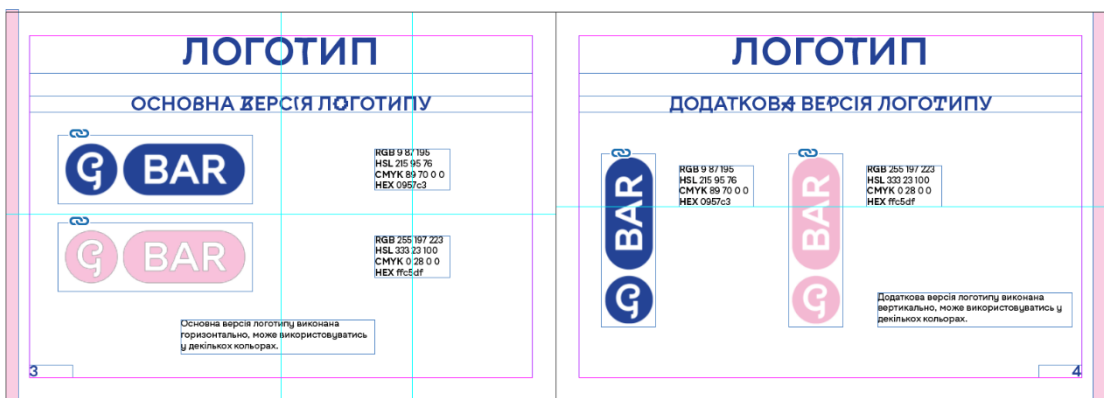 ЛОГОТИП
ОСНОВНА ВЕРСІЯ ЛОГОТИПУ
G BAR
RGB 9 87 195
HSL 215 95 76
CMYK 89 70 0 0
HEX 0957c3
G BAR
RGB 255 197 223
HSL 333 23 100
CMYK 0 28 0 0
HEX ffc5df
Основна версія логотипу виконана
горизонтально, може використовуватись
у декількох кольорах.
3
ЛОГОТИП
ДОДАТКОВА ВЕРСІЯ ЛОГОТИПУ
G BAR
RGB 9 87 195
HSL 215 95 76
CMYK 89 70 0 0
HEX 0957c3
G BAR
RGB 255 197 223
HSL 333 23 100
CMYK 0 28 0 0
HEX ffc5df
Додаткова версія логотипу виконана
вертикально, може використовуватись у
декількох кольорах.
4